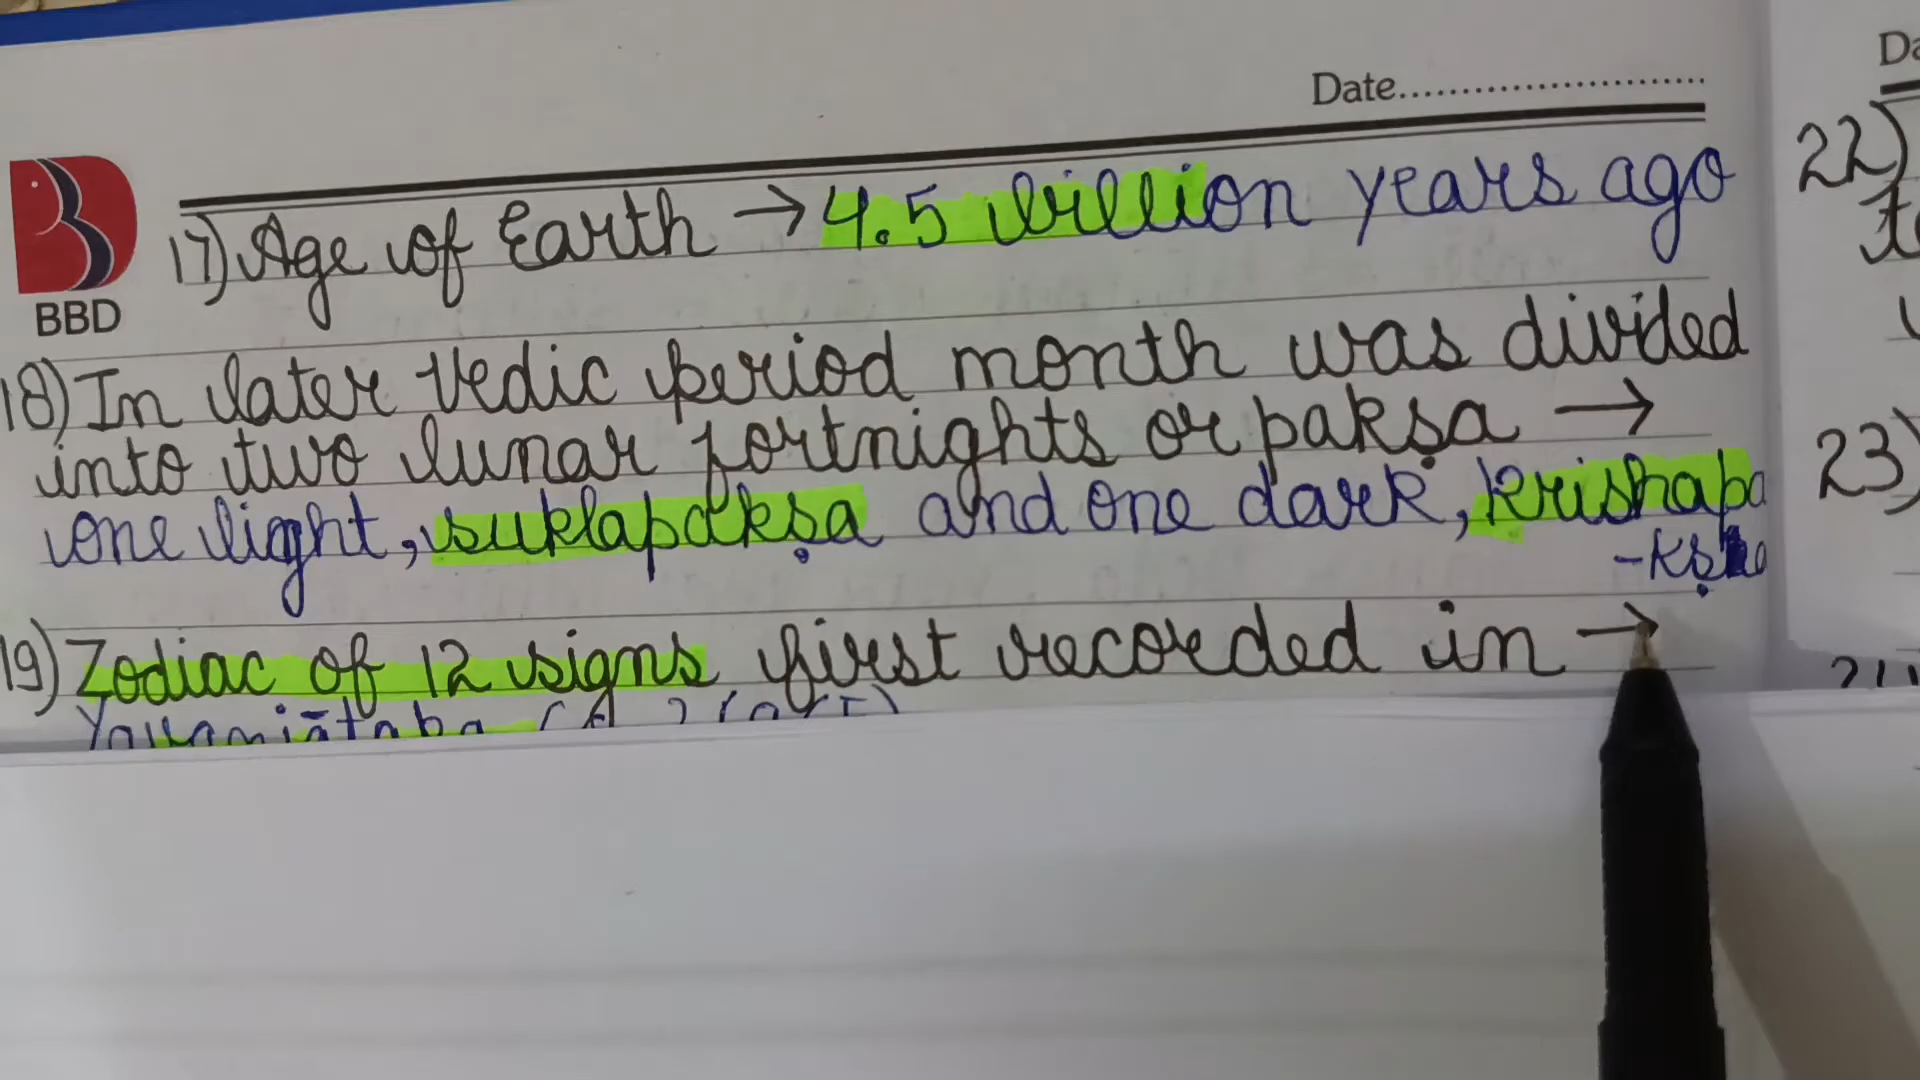 Date
BBD
17) Age of Earth → 4.5 billion years ago
18) In later Vedic period month was divided
into two lunar fortnights or pakṣa →
one light, suklapakṣa and one dark, krishapa
-kṣa
19) Zodiac of 12 signs first recorded in →
Da
22)
23)